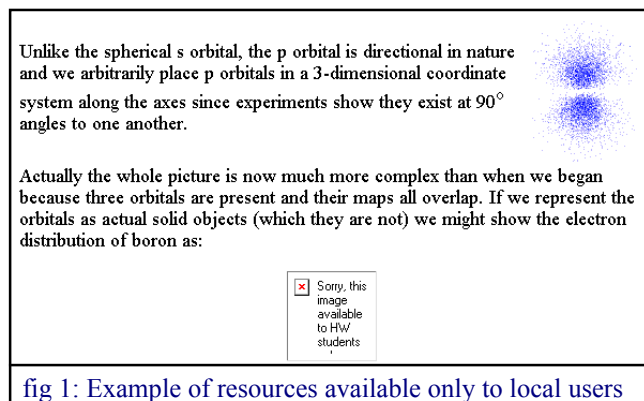 Unlike the spherical s orbital, the p orbital is directional in nature
and we arbitrarily place p orbitals in a 3-dimensional coordinate
system along the axes since experiments show they exist at 90°
angles to one another.
Actually the whole picture is now much more complex than when we began
because three orbitals are present and their maps all overlap. If we represent the
orbitals as actual solid objects (which they are not) we might show the electron
distribution of boron as:
Sorry, this
image
available
to HW
students
fig 1: Example of resources available only to local users